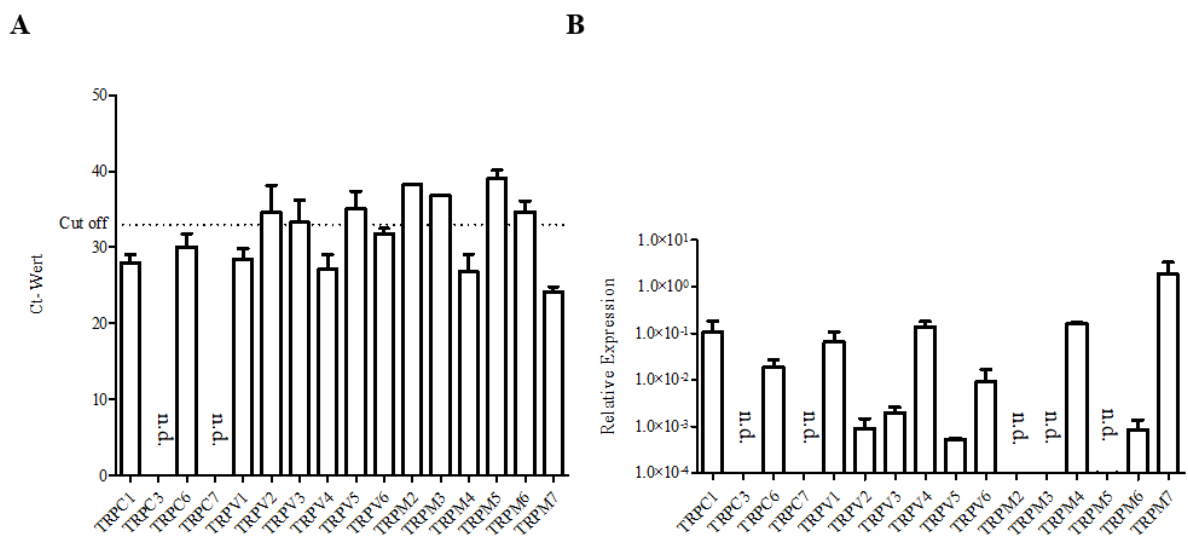 A
B
50
40
Cut off
30
20
10
0
Ct- Wert
n.d.
n.d.
TRPC1
TRPC3
TRPC6
TRPC7
TRPV1
TRPV2
TRPV3
TRPV4
TRPV5
TRPV6
TRPM2
TRPM3
TRPM4
TRPM5
TRPM6
TRPM7
1.0×10¹
1.0×10⁰
1.0×10⁻¹
1.0×10⁻²
1.0×10⁻³
1.0×10⁻⁴
Relative Expression
n.d.
n.d.
n.d.
n.d.
n.d.
TRPC1
TRPC3
TRPC6
TRPC7
TRPV1
TRPV2
TRPV3
TRPV4
TRPV5
TRPV6
TRPM2
TRPM3
TRPM4
TRPM5
TRPM6
TRPM7